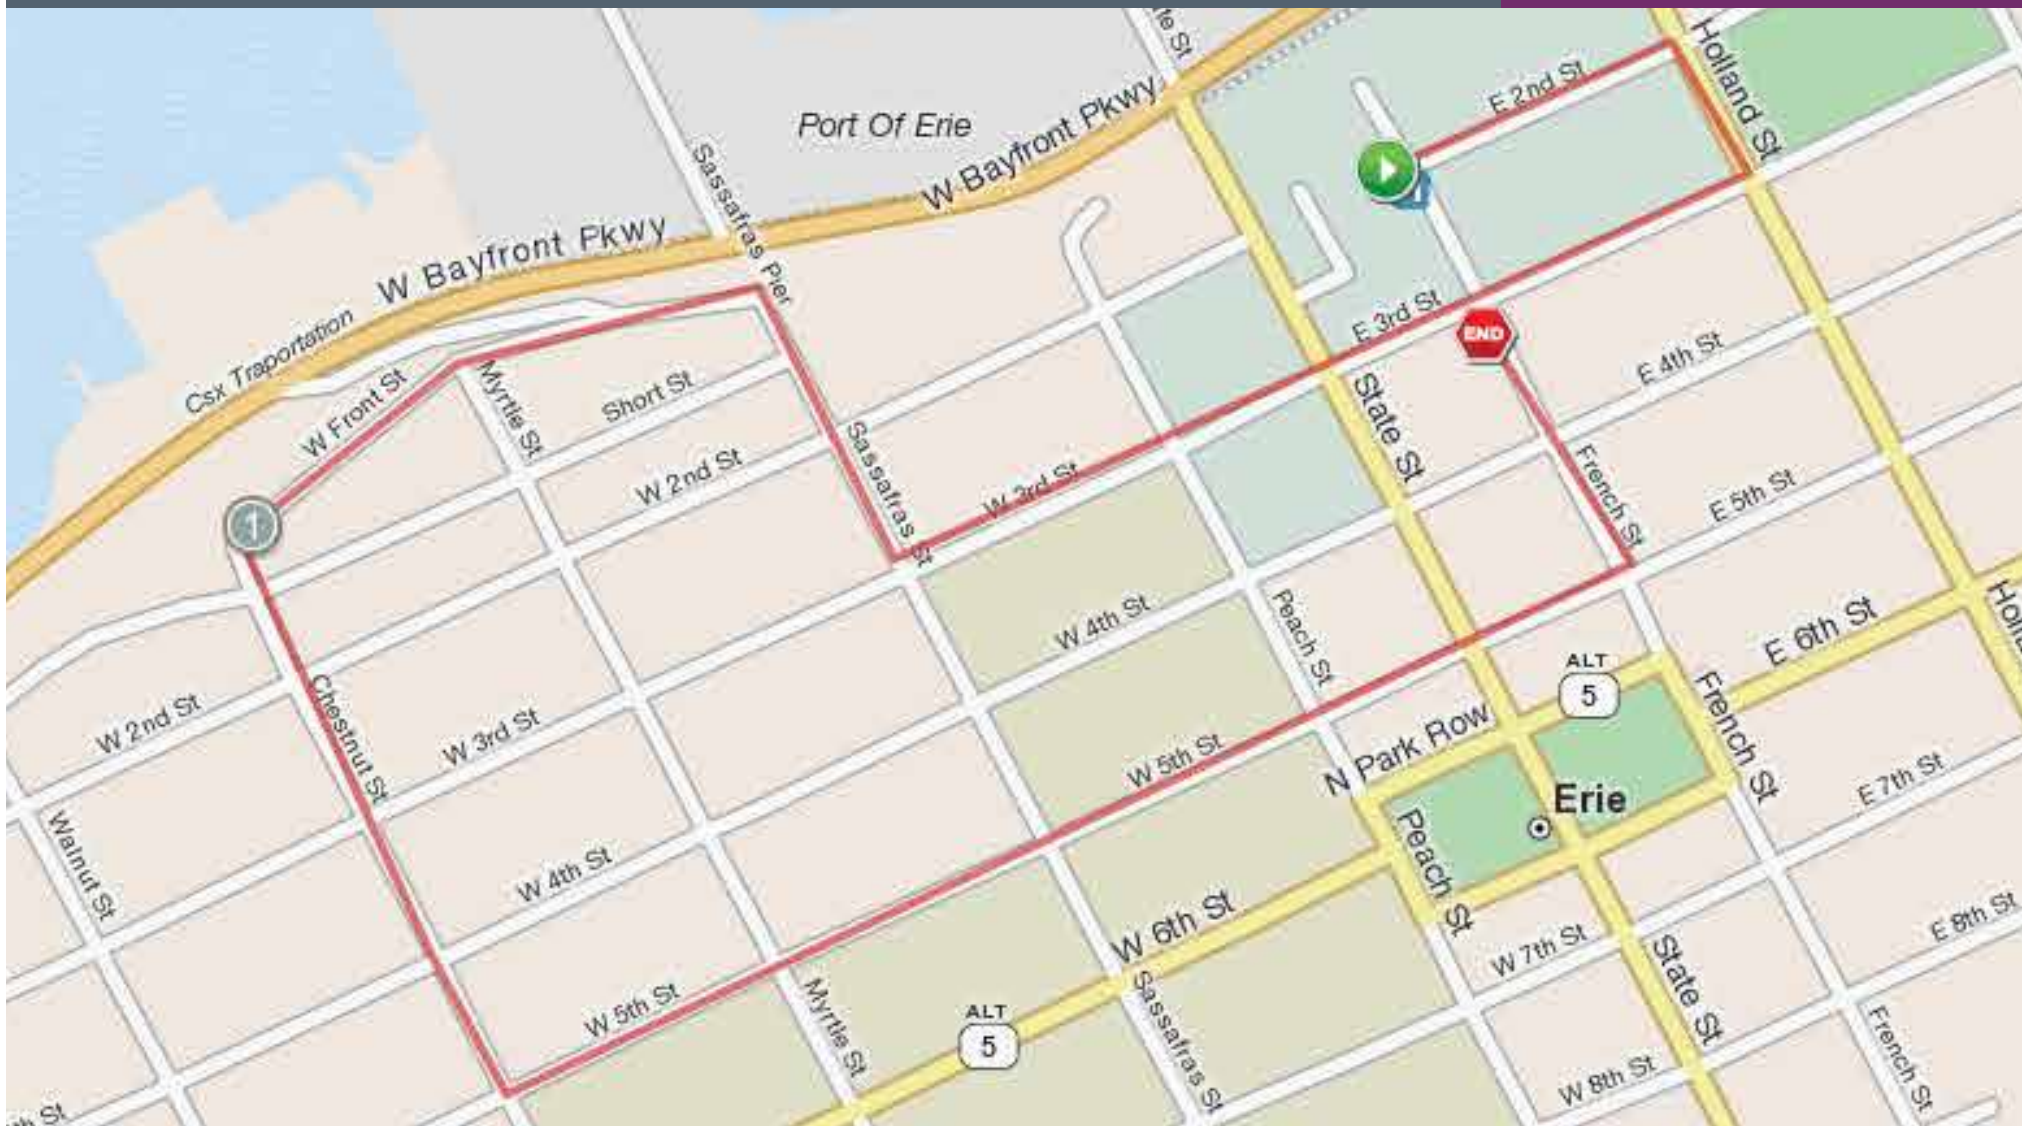 te St
Holland St
E 2nd St
Port Of Erie
W Bayfront Pkwy
Sassafras Pier
W Bayfront Pkwy
E 3rd St
END
Csx Traportation
W Front St
Myrtle St
Short St
E 4th St
State St
Sassafras St
W 2nd St
W 3rd St
French St
E 5th St
1
W 4th St
Peach St
E 6th St
Chestnut St
W 2nd St
W 3rd St
ALT
5
N Park Row
French St
W 5th St
Erie
E 7th St
Walnut St
Peach St
W 4th St
W 6th St
E 8th St
W 7th St
State St
W 5th St
Myrtle St
Sassafras St
ALT
5
French St
W 8th St